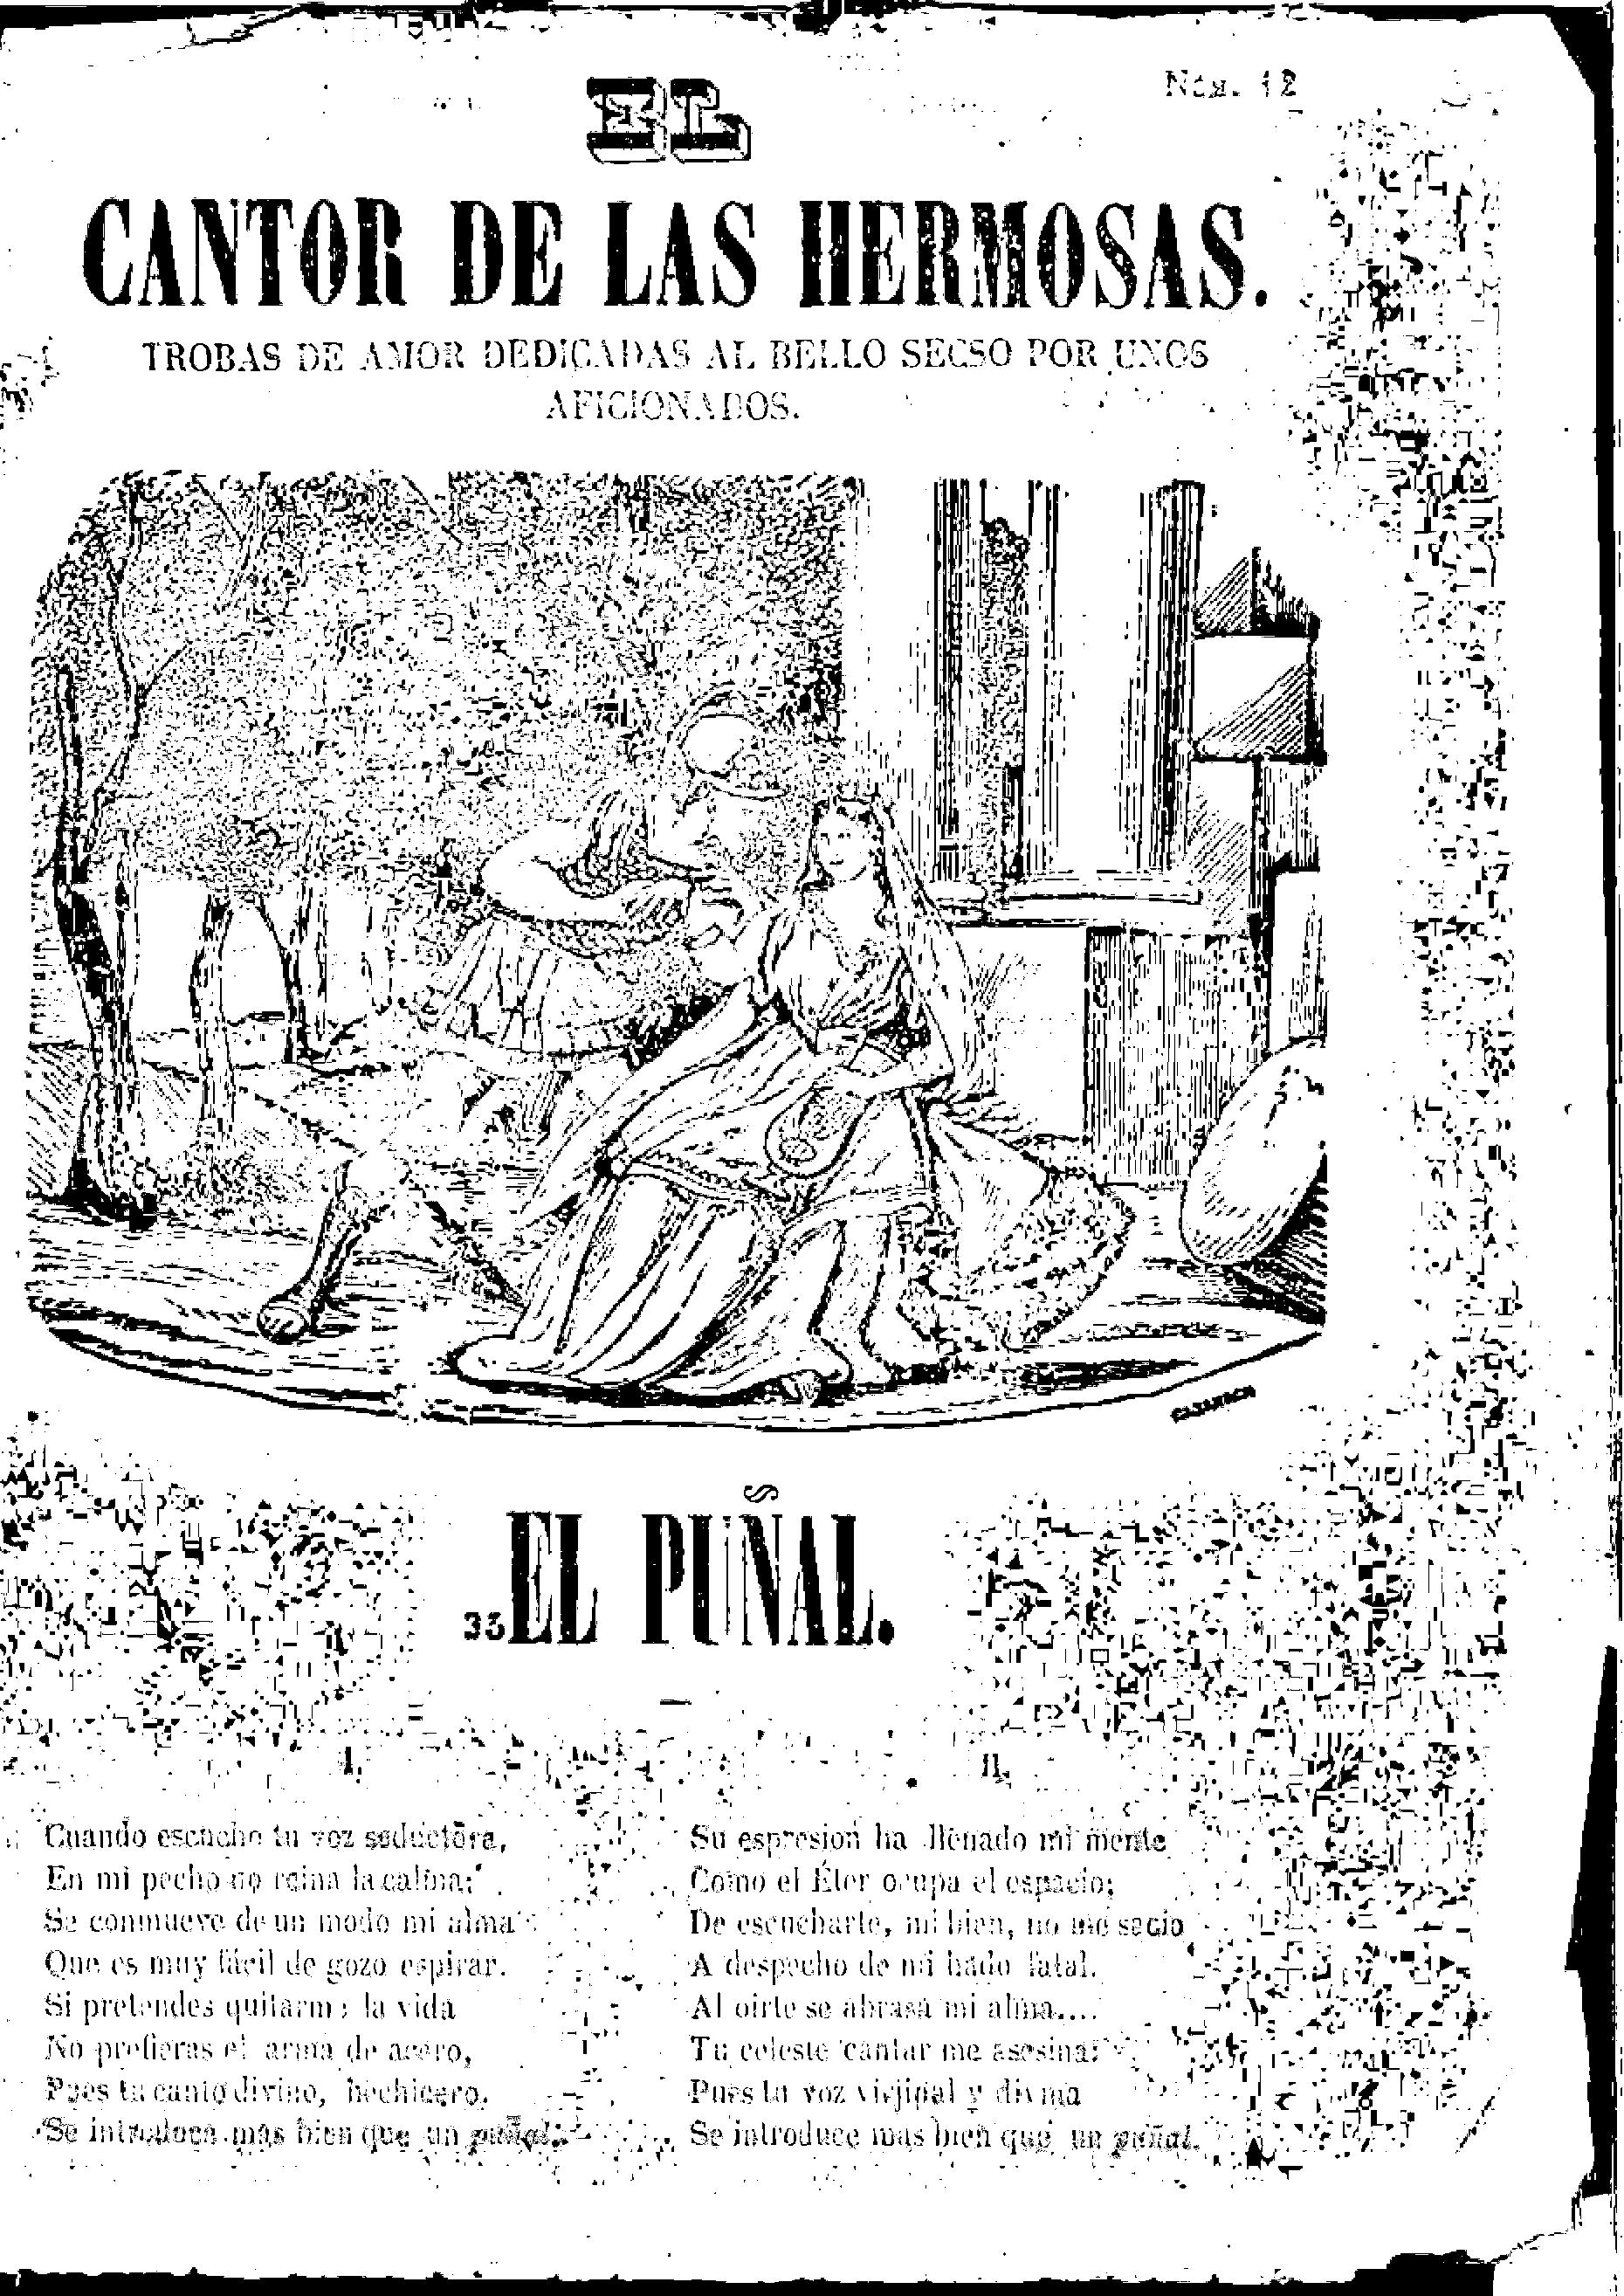 Núm. 12
EL
CANTOR DE LAS HERMOSAS.
TROBAS DE AMOR DEDICADAS AL BELLO SECSO POR UNOS
AFICIONADOS.
35 EL PUÑAL.
I.
Cuando escucho tu voz seductora,
En mi pecho no reina la calma;
Se conmueve de un modo mi alma
Que es muy fácil de gozo espirar.
Si pretendes quitarme la vida
No prefieras el arma de acero,
Pues tu canto divino, hechicero,
Se introduce mas bien que un puñal.
II.
Su espresion ha llenado mi mente
Como el Éter ocupa el espacio;
De escucharte, mi bien, no me sacio
A despecho de mi hado fatal.
Al oirte se abrasa mi alma....
Tu celeste cantar me asesina;
Pues tu voz virjinal y divina
Se introduce mas bien que un puñal.